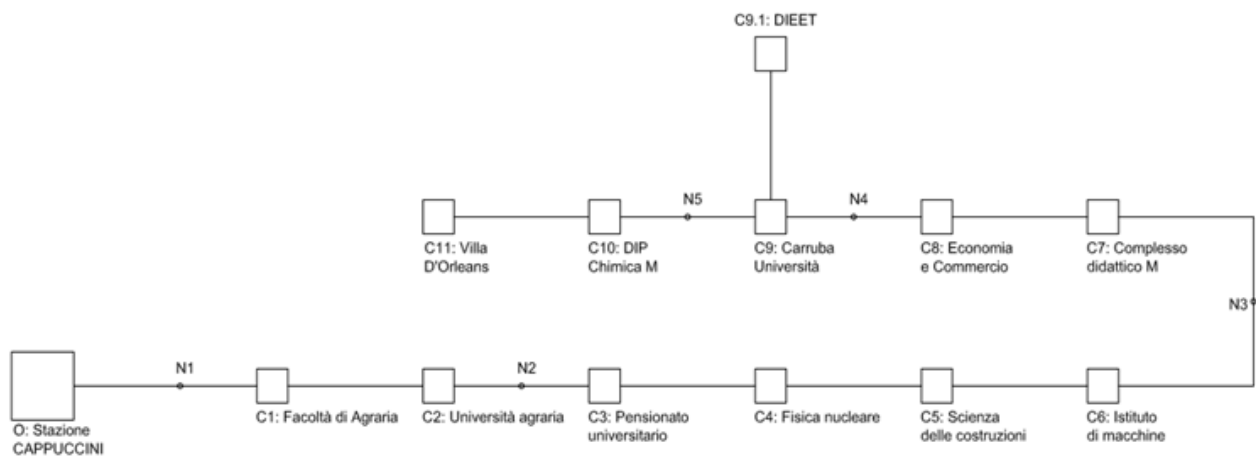 C9.1: DIEET
N5
N4
C11: Villa
D'Orleans
C10: DIP
Chimica M
C9: Carruba
Università
C8: Economia
e Commercio
C7: Complesso
didattico M
N3
N1
N2
O: Stazione
CAPPUCCINI
C1: Facoltà di Agraria
C2: Università agraria
C3: Pensionato
universitario
C4: Fisica nucleare
C5: Scienza
delle costruzioni
C6: Istituto
di macchine